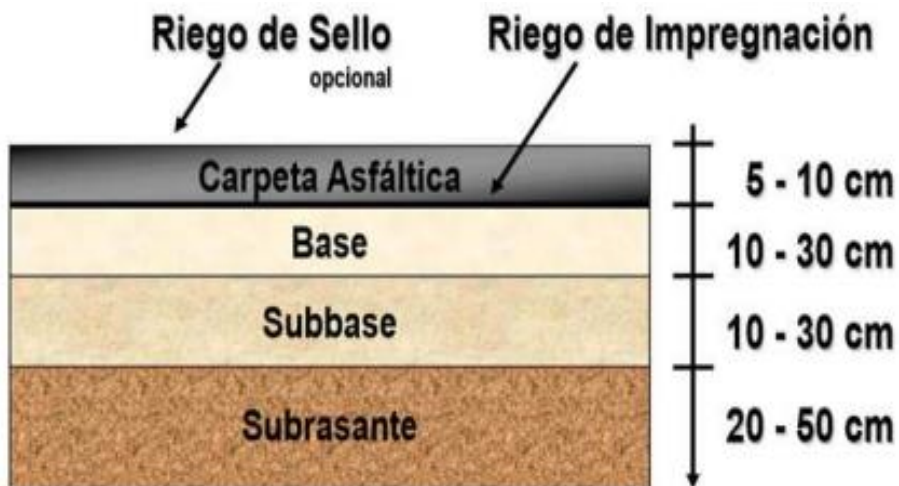 Riego de Sello
opcional
Riego de Impregnación
Carpeta Asfáltica
5 - 10 cm
Base
10 - 30 cm
Subbase
10 - 30 cm
Subrasante
20 - 50 cm